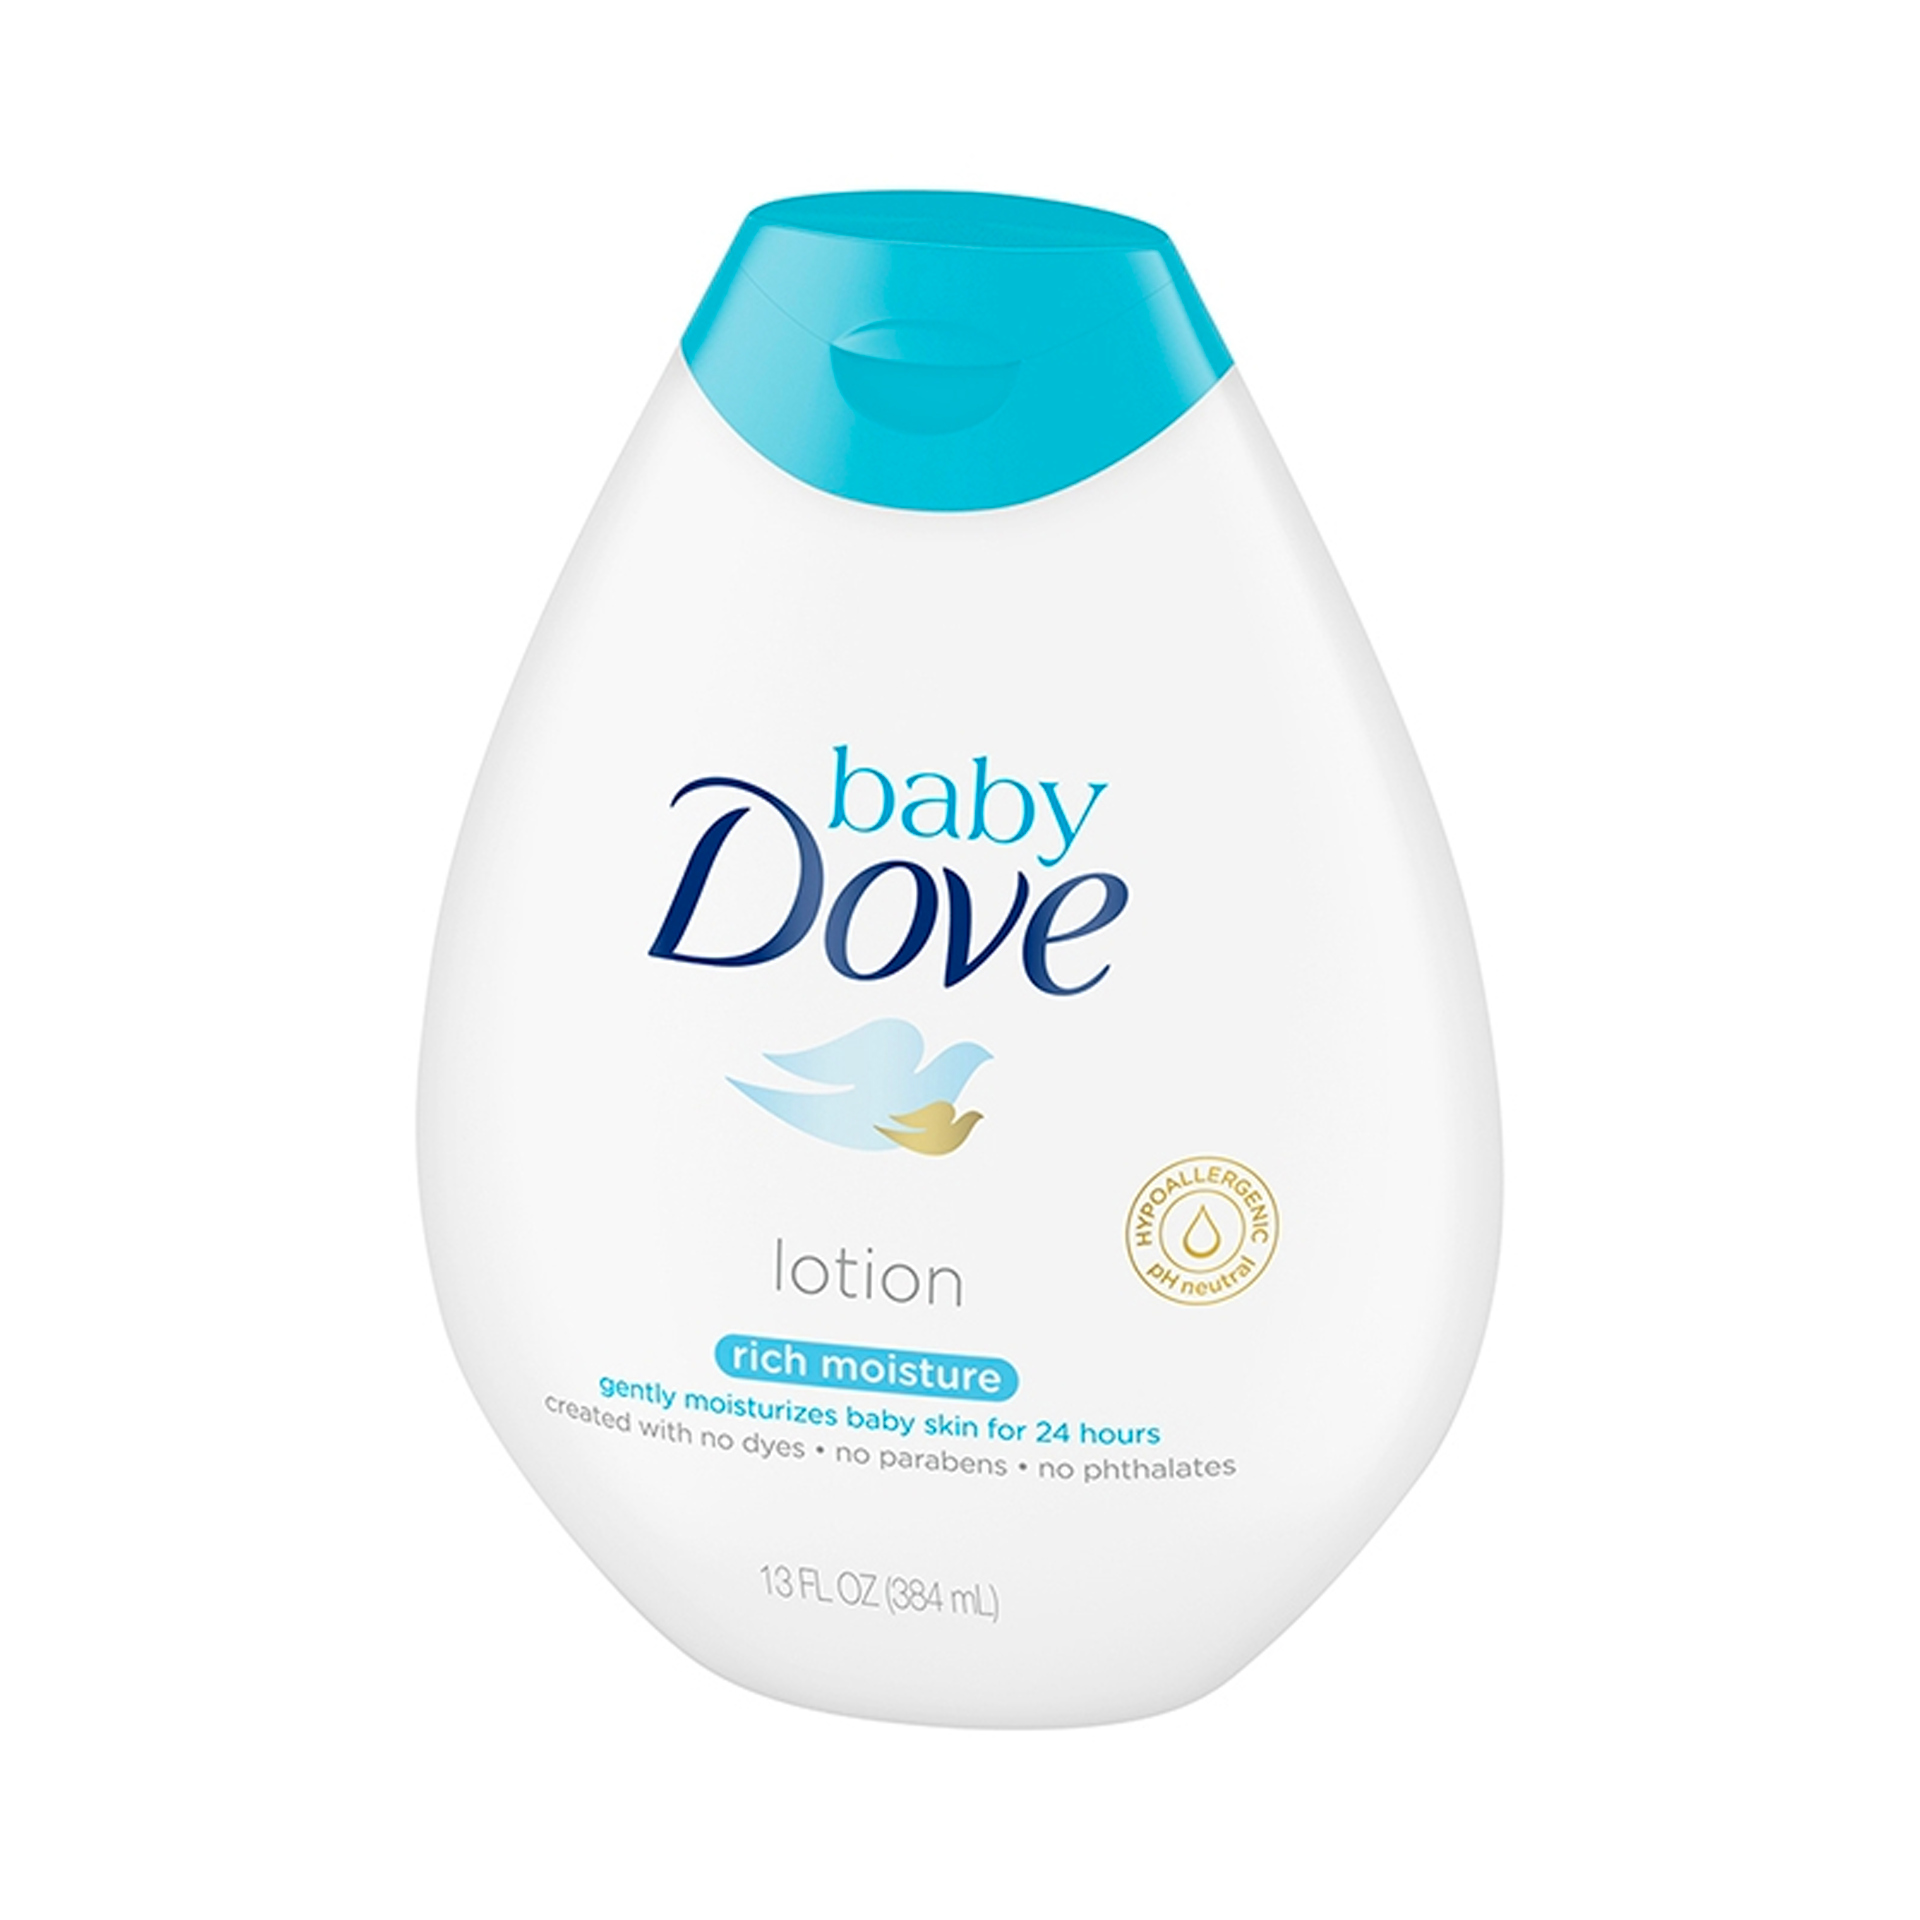 baby
Dove
HYPOALLERGENIC
pH neutral
lotion
rich moisture
gently moisturizes baby skin for 24 hours
created with no dyes • no parabens • no phthalates
13 FL OZ (384 mL)